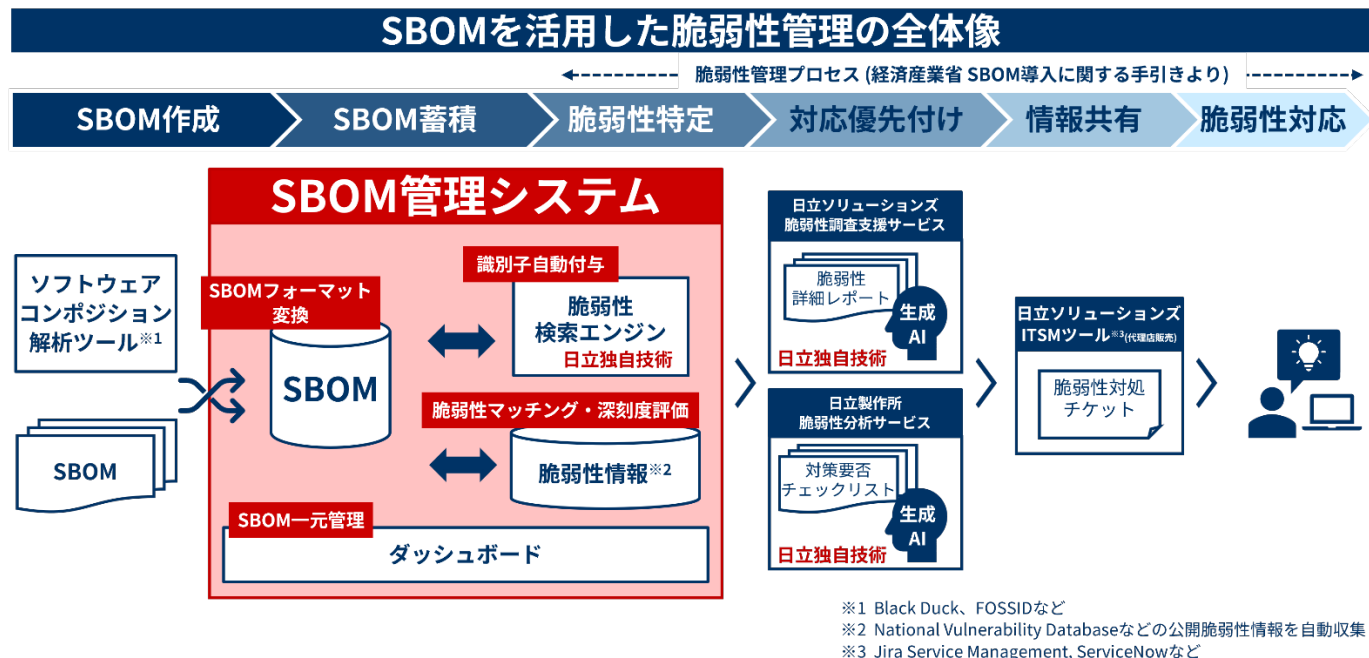 SBOMを活用した脆弱性管理の全体像
脆弱性管理プロセス (経済産業省 SBOM導入に関する手引きより)
SBOM作成
SBOM蓄積
脆弱性特定
対応優先付け
情報共有
脆弱性対応
SBOM管理システム
ソフトウェア
コンポジション
解析ツール※1
SBOM
SBOMフォーマット
変換
SBOM
識別子自動付与
脆弱性
検索エンジン
日立独自技術
脆弱性マッチング・深刻度評価
脆弱性情報※2
SBOM一元管理
ダッシュボード
日立ソリューションズ
脆弱性調査支援サービス
脆弱性
詳細レポート
生成
AI
日立独自技術
日立製作所
脆弱性分析サービス
対策要否
チェックリスト
生成
AI
日立独自技術
日立ソリューションズ
ITSMツール※3(代理店販売)
脆弱性対処
チケット
※1 Black Duck、FOSSIDなど
※2 National Vulnerability Databaseなどの公開脆弱性情報を自動収集
※3 Jira Service Management, ServiceNowなど